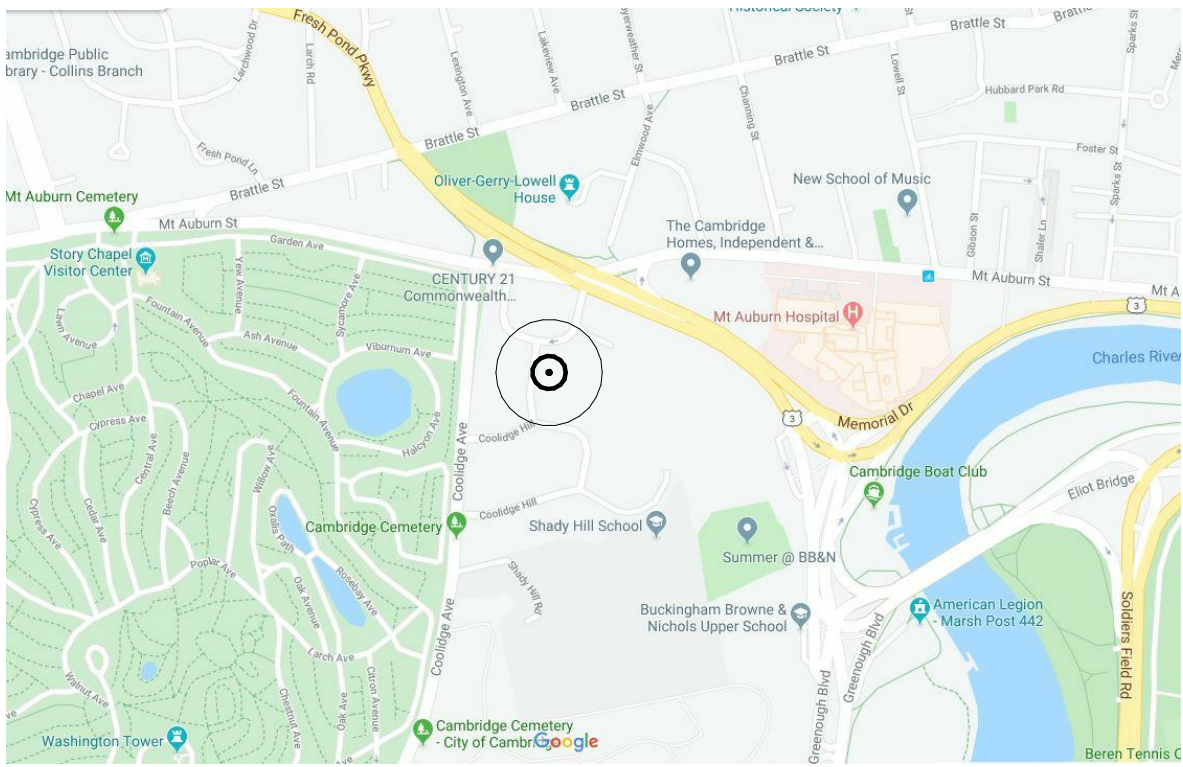 Historical Society
Brattle St
Fresh Pond Pkwy
Larchwood Dr
Larch Rd
Lexington Ave
Lakeview Ave
Brattle St
Lowell St
Sparks St
ambridge Public
brary - Collins Branch
Hubbard Park Rd
Brattle St
Channing St
Elmwood Ave
Brattle St
Foster St
Fresh Pond Ln
Oliver-Gerry-Lowell
House
New School of Music
Sparks St
Brattle St
Mt Auburn Cemetery
Mt Auburn St
Garden Ave
The Cambridge
Homes, Independent &...
Gibson St
Shaler Ln
Story Chapel
Visitor Center
Yew Avenue
Sycamore Ave
CENTURY 21
Commonwealth...
Mt Auburn St
Mt A
3
Fountain Avenue
Ash Avenue
Viburnum Ave
Mt Auburn Hospital
H
Charles River
Chapel Ave
Cypress Ave
Central Ave
Beech Avenue
Fountain Avenue
Halcyon Avenue
Willow Ave
Coolidge Ave
Coolidge Hill
3
Memorial Dr
Cambridge Boat Club
Eliot Bridge
Cypress Ave
Cedar Ave
Oxalis Path
Cambridge Cemetery
Coolidge Hill
Shady Hill School
Summer @ BB&N
Poplar Ave
Oak Avenue
Rosebay Ave
Shady Hill Rd
Buckingham Browne &
Nichols Upper School
American Legion
- Marsh Post 442
Soldiers Field Rd
Coolidge Ave
Larch Ave
Citron Avenue
Walnut Ave
Chestnut Ave
Oak Ave
Greenough Blvd
Greenough Blvd
Washington Tower
Cambridge Cemetery
- City of Cambri
Google
Beren Tennis C